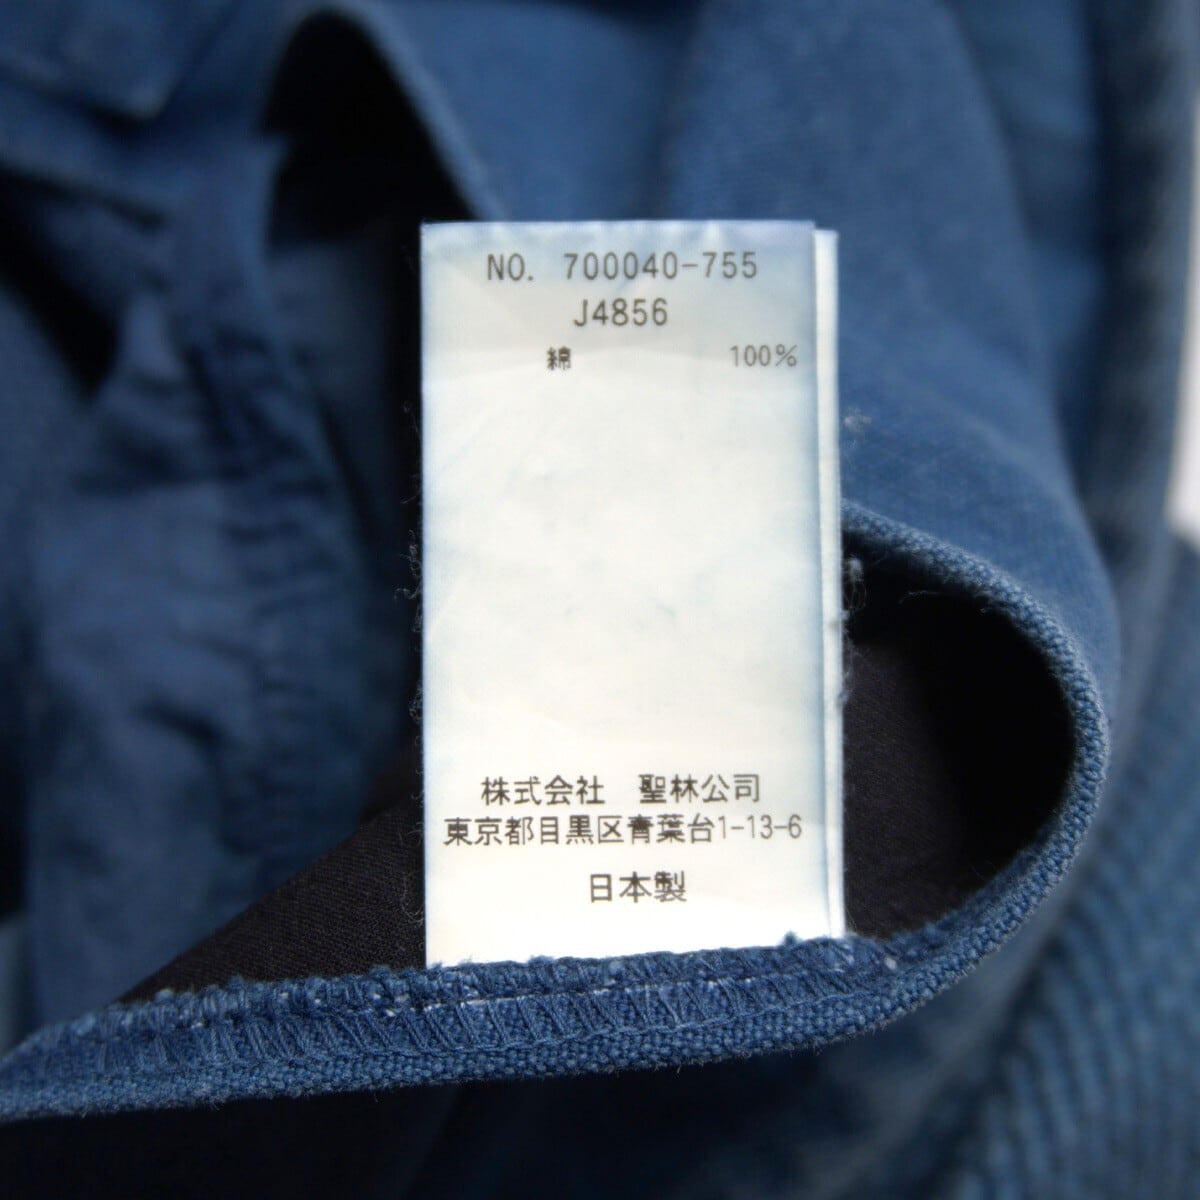 NO. 700040-755
J4856
綿 100%
株式会社 聖林公司
東京都目黒区青葉台1-13-6
日本製